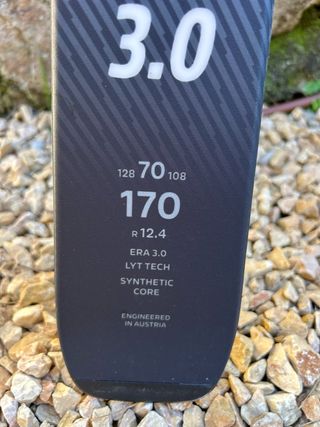 3.0
128 70 108
170
R 12.4
ERA 3.0
LYT TECH
SYNTHETIC
CORE
ENGINEERED
IN AUSTRIA